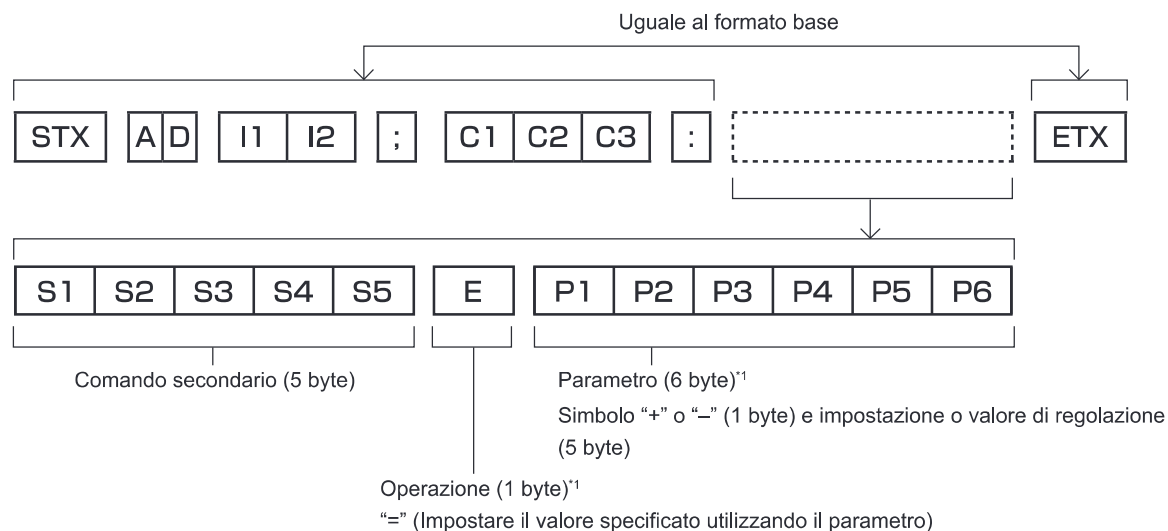 Uguale al formato base
STX A D I1 I2 ; C1 C2 C3 : ETX
S1 S2 S3 S4 S5 E P1 P2 P3 P4 P5 P6
Comando secondario (5 byte)
Parametro (6 byte)*1
Simbolo “+” o “–” (1 byte) e impostazione o valore di regolazione
(5 byte)
Operazione (1 byte)*1
“=” (Impostare il valore specificato utilizzando il parametro)